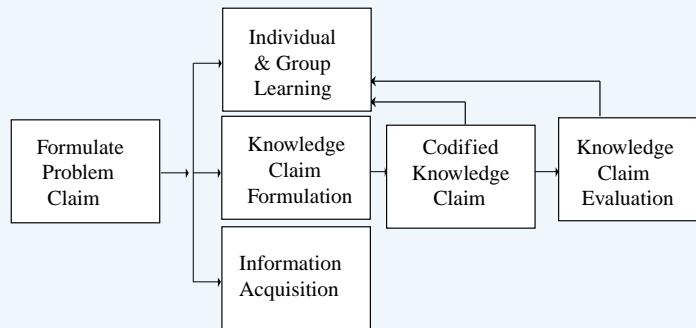 Individual
& Group
Learning
Formulate
Problem
Claim
Knowledge
Claim
Formulation
Codified
Knowledge
Claim
Knowledge
Claim
Evaluation
Information
Acquisition